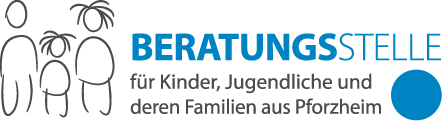 BERATUNGSSTELLE
für Kinder, Jugendliche und
deren Familien aus Pforzheim